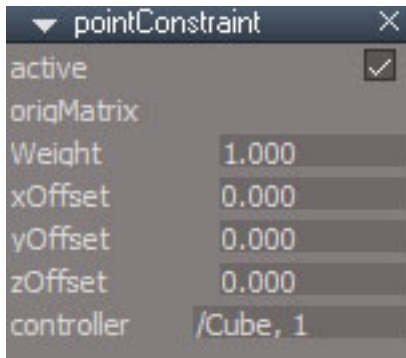 pointConstraint
active
origMatrix
Weight 1.000
xOffset 0.000
yOffset 0.000
zOffset 0.000
controller /Cube, 1